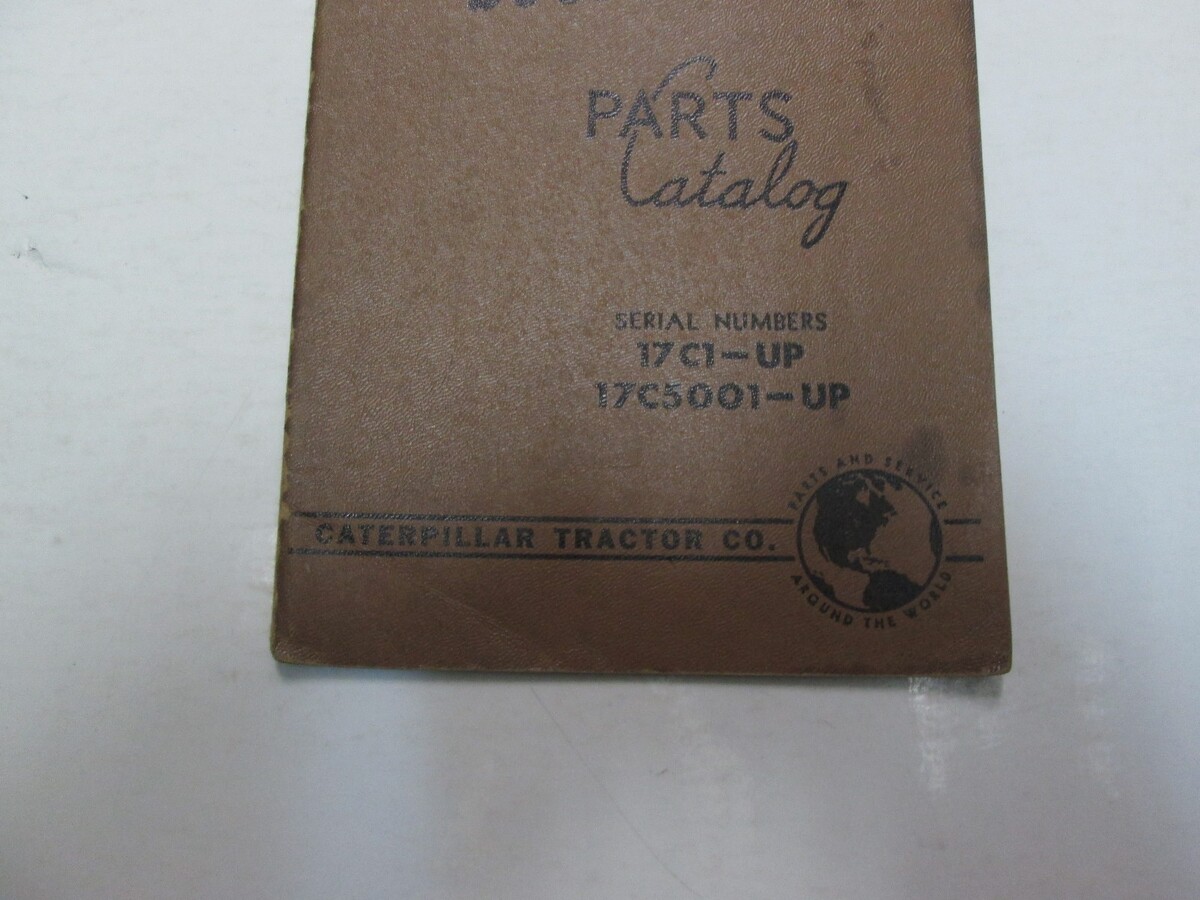 PARTS
Catalog
SERIAL NUMBERS
17C1-UP
17C5001-UP
CATERPILLAR TRACTOR CO.
PARTS AND SERVICE
AROUND THE WORLD